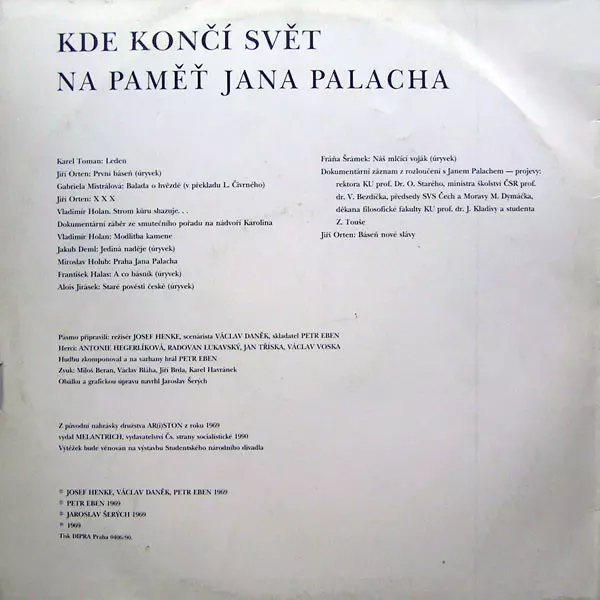 KDE KONČÍ SVĚT
NA PAMĚŤ JANA PALACHA
Karel Toman: Leden
Jiří Orten: První báseň (úryvek)
Gabriela Mistrálová: Balada o hvězdě (v překladu L. Čivrného)
Jiří Orten: X X X
Vladimír Holan: Strom kůru shazuje. . .
Dokumentární záběr ze smutečního pořadu na nádvoří Karolina
Vladimír Holan: Modlitba kamene
Jakub Deml: Jediná naděje (úryvek)
Miroslav Holub: Praha Jana Palacha
František Halas: A co básník (úryvek)
Alois Jirásek: Staré pověsti české (úryvek)
Fráňa Šrámek: Náš mlčící voják (úryvek)
Dokumentární záznam z rozloučení s Janem Palachem — projevy:
rektora KU prof. Dr. O. Starého, ministra školství ČSR prof.
dr. V. Bezdíčka, předsedy SVS Čech a Moravy M. Dymáčka,
děkana filosofické fakulty KU prof. dr. J. Kladivy a studenta
Z. Touše
Jiří Orten: Báseň nové slávy
Pásmo připravili: režisér JOSEF HENKE, scenárista VÁCLAV DANĚK, skladatel PETR EBEN
Herci: ANTONIE HEGERLÍKOVÁ, RADOVAN LUKAVSKÝ, JAN TŘÍSKA, VÁCLAV VOSKA
Hudbu zkomponoval a na varhany hrál PETR EBEN
Zvuk: Miloš Beran, Václav Bláha, Jiří Brda, Karel Havránek
Obálku a grafickou úpravu navrhl Jaroslav Šerých
Z původní nahrávky družstva AR(i)STON z roku 1969
vydal MELANTRICH, vydavatelství Čs. strany socialistické 1990
Výtěžek bude věnován na výstavbu Studentského národního divadla
® JOSEF HENKE, VÁCLAV DANĚK, PETR EBEN 1969
® PETR EBEN 1969
® JAROSLAV ŠERÝCH 1969
® 1969
Tisk DIPRA Praha 0406/90.